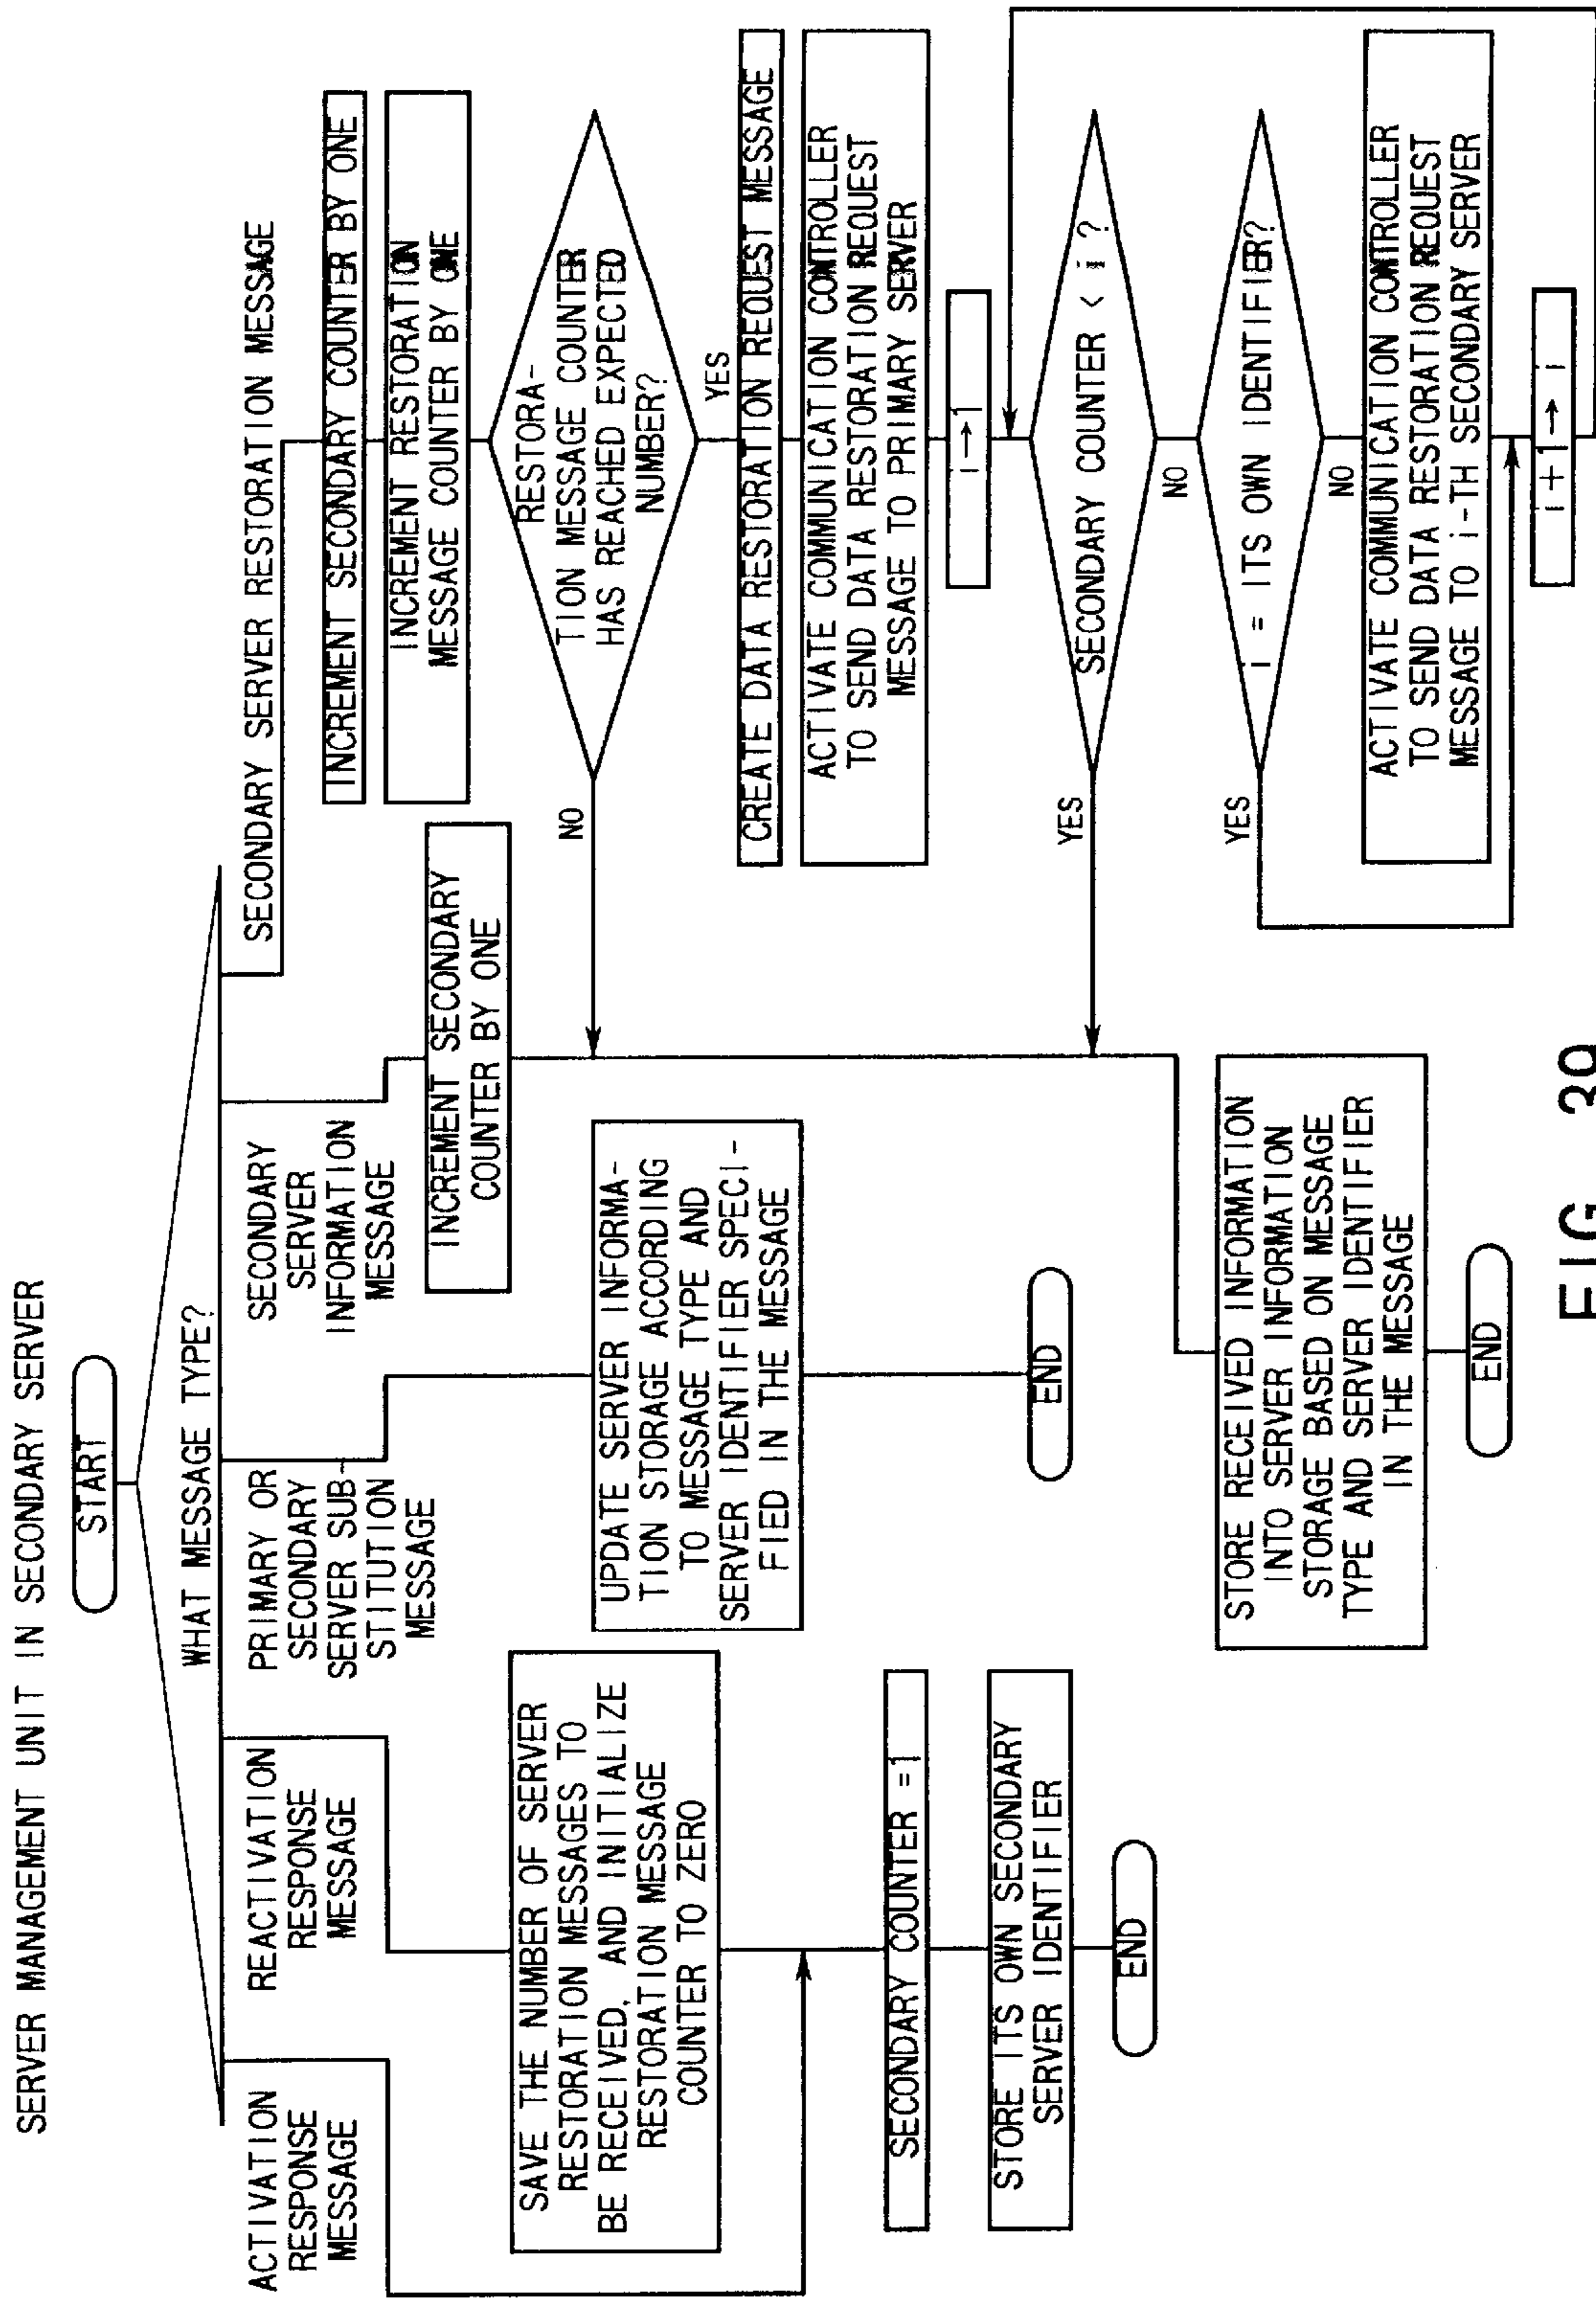 SERVER MANAGEMENT UNIT IN SECONDARY SERVER
START
WHAT MESSAGE TYPE?
ACTIVATION
RESPONSE
MESSAGE
REACTIVATION
RESPONSE
MESSAGE
PRIMARY OR
SECONDARY
SERVER SUB-
STITUTION
MESSAGE
SECONDARY
SERVER
INFORMATION
MESSAGE
SECONDARY SERVER RESTORATION MESSAGE
SAVE THE NUMBER OF SERVER
RESTORATION MESSAGES TO
BE RECEIVED, AND INITIALIZE
RESTORATION MESSAGE
COUNTER TO ZERO
SECONDARY COUNTER =1
STORE ITS OWN SECONDARY
SERVER IDENTIFIER
END
UPDATE SERVER INFORMA-
TION STORAGE ACCORDING
TO MESSAGE TYPE AND
SERVER IDENTIFIER SPECI-
FIED IN THE MESSAGE
END
INCREMENT SECONDARY
COUNTER BY ONE
STORE RECEIVED INFORMATION
INTO SERVER INFORMATION
STORAGE BASED ON MESSAGE
TYPE AND SERVER IDENTIFIER
IN THE MESSAGE
END
INCREMENT SECONDARY COUNTER BY ONE
INCREMENT RESTORATION
MESSAGE COUNTER BY ONE
RESTORA-
TION MESSAGE COUNTER
HAS REACHED EXPECTED
NUMBER?
NO
YES
CREATE DATA RESTORATION REQUEST MESSAGE
ACTIVATE COMMUNICATION CONTROLLER
TO SEND DATA RESTORATION REQUEST
MESSAGE TO PRIMARY SERVER
i→1
SECONDARY COUNTER < i ?
YES
NO
i = ITS OWN IDENTIFIER?
YES
NO
ACTIVATE COMMUNICATION CONTROLLER
TO SEND DATA RESTORATION REQUEST
MESSAGE TO i-TH SECONDARY SERVER
i+1→ i
FIG. 39